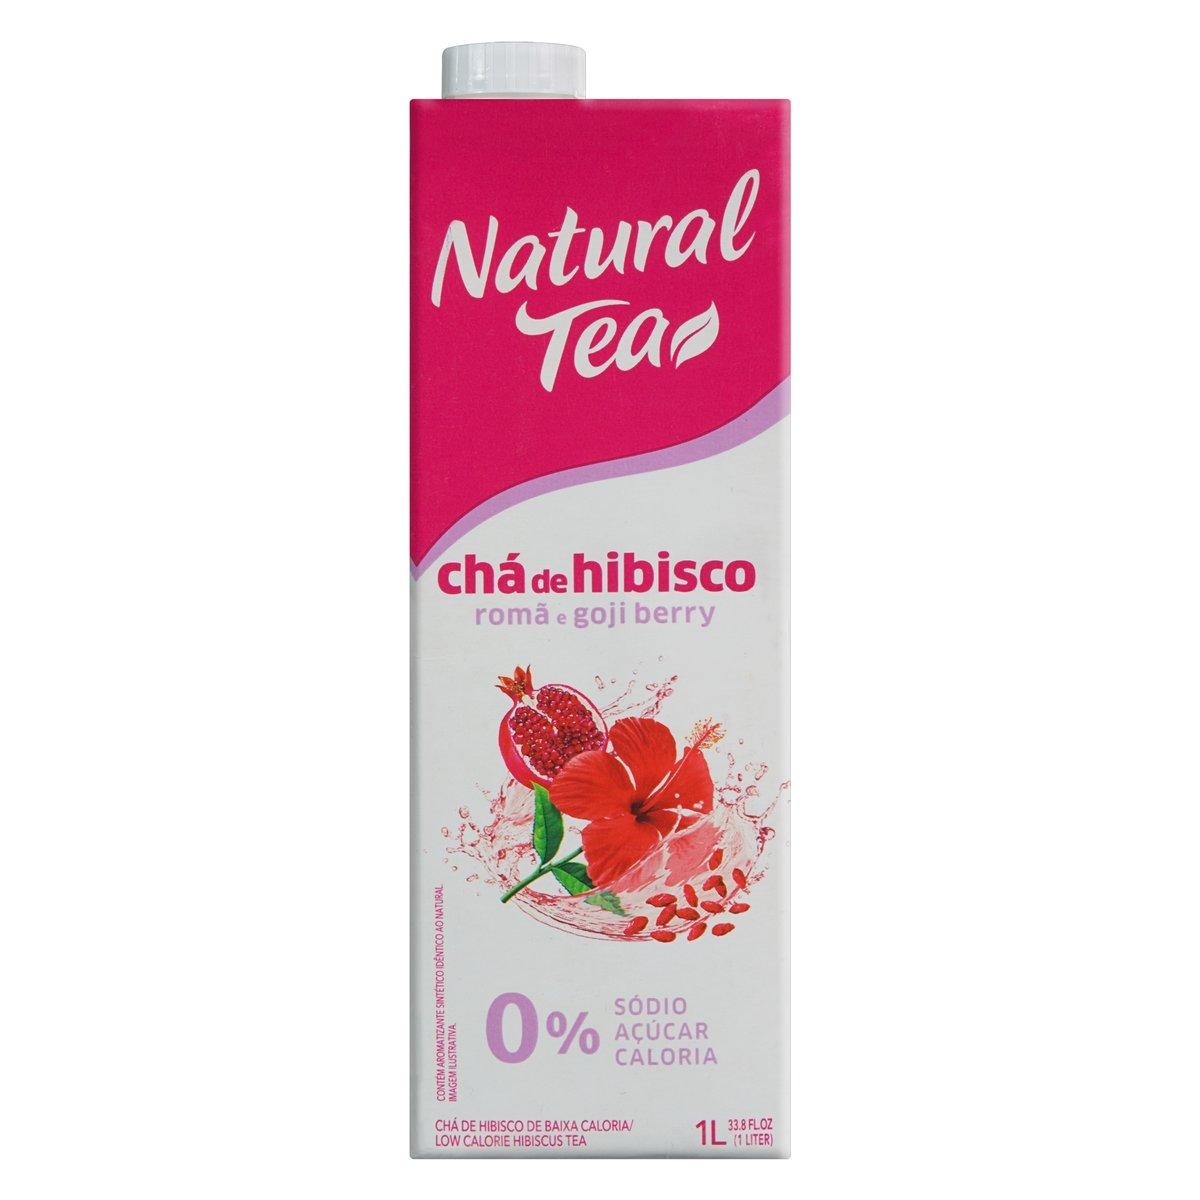 Natural
Tea
chá de hibisco
romã e goji berry
CONTÉM AROMATIZANTE SINTÉTICO IDÊNTICO AO NATURAL.
IMAGEM ILUSTRATIVA.
0% SÓDIO
AÇÚCAR
CALORIA
CHÁ DE HIBISCO DE BAIXA CALORIA/
LOW CALORIE HIBISCUS TEA
1L 33.8 FL.OZ
(1 LITER)